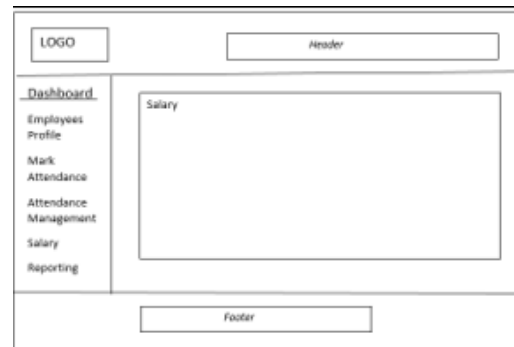 LOGO
Header
Dashboard
Employees
Profile
Mark
Attendance
Attendance
Management
Salary
Reporting
Salary
Footer